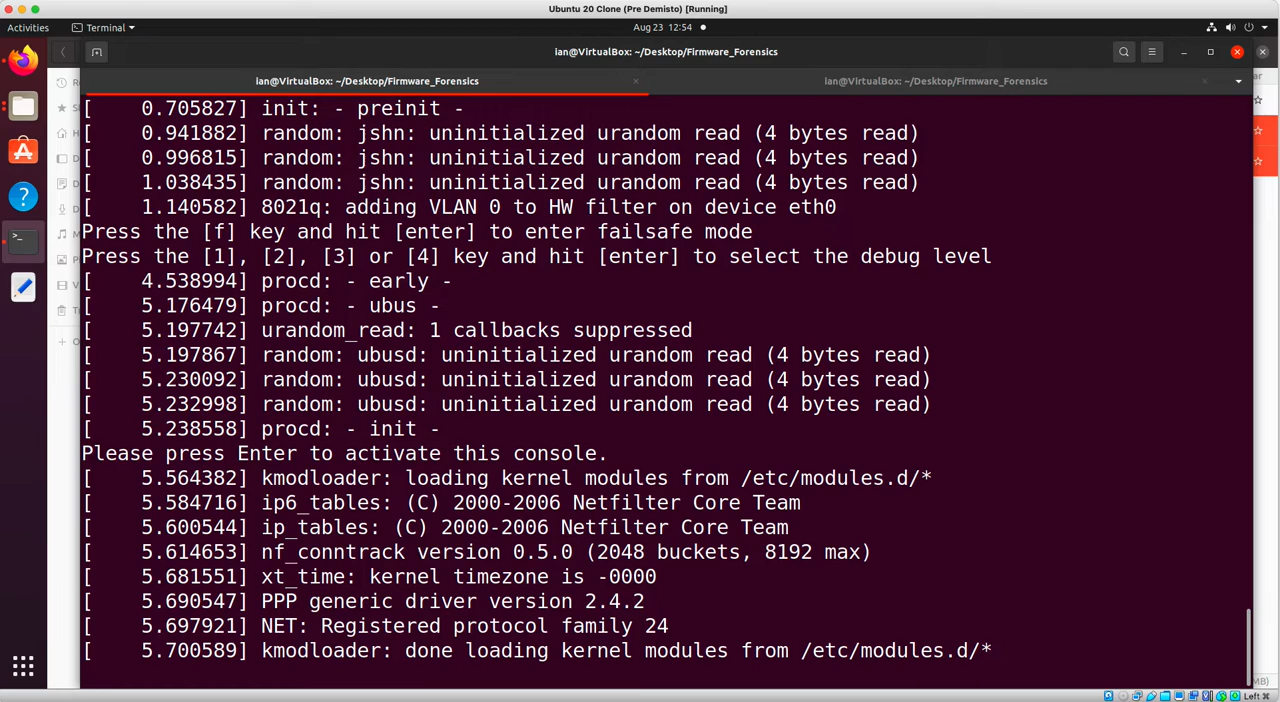 Ubuntu 20 Clone (Pre Demisto) [Running]
Activities
Terminal
Aug 23 12:54
ian@VirtualBox: ~/Desktop/Firmware_Forensics
ian@VirtualBox: ~/Desktop/Firmware_Forensics
ian@VirtualBox: ~/Desktop/Firmware_Forensics
[    0.705827] init: - preinit -
[    0.941882] random: jshn: uninitialized urandom read (4 bytes read)
[    0.996815] random: jshn: uninitialized urandom read (4 bytes read)
[    1.038435] random: jshn: uninitialized urandom read (4 bytes read)
[    1.140582] 8021q: adding VLAN 0 to HW filter on device eth0
Press the [f] key and hit [enter] to enter failsafe mode
Press the [1], [2], [3] or [4] key and hit [enter] to select the debug level
[    4.538994] procd: - early -
[    5.176479] procd: - ubus -
[    5.197742] urandom_read: 1 callbacks suppressed
[    5.197867] random: ubusd: uninitialized urandom read (4 bytes read)
[    5.230092] random: ubusd: uninitialized urandom read (4 bytes read)
[    5.232998] random: ubusd: uninitialized urandom read (4 bytes read)
[    5.238558] procd: - init -
Please press Enter to activate this console.
[    5.564382] kmodloader: loading kernel modules from /etc/modules.d/*
[    5.584716] ip6_tables: (C) 2000-2006 Netfilter Core Team
[    5.600544] ip_tables: (C) 2000-2006 Netfilter Core Team
[    5.614653] nf_conntrack version 0.5.0 (2048 buckets, 8192 max)
[    5.681551] xt_time: kernel timezone is -0000
[    5.690547] PPP generic driver version 2.4.2
[    5.697921] NET: Registered protocol family 24
[    5.700589] kmodloader: done loading kernel modules from /etc/modules.d/*
Left ⌘